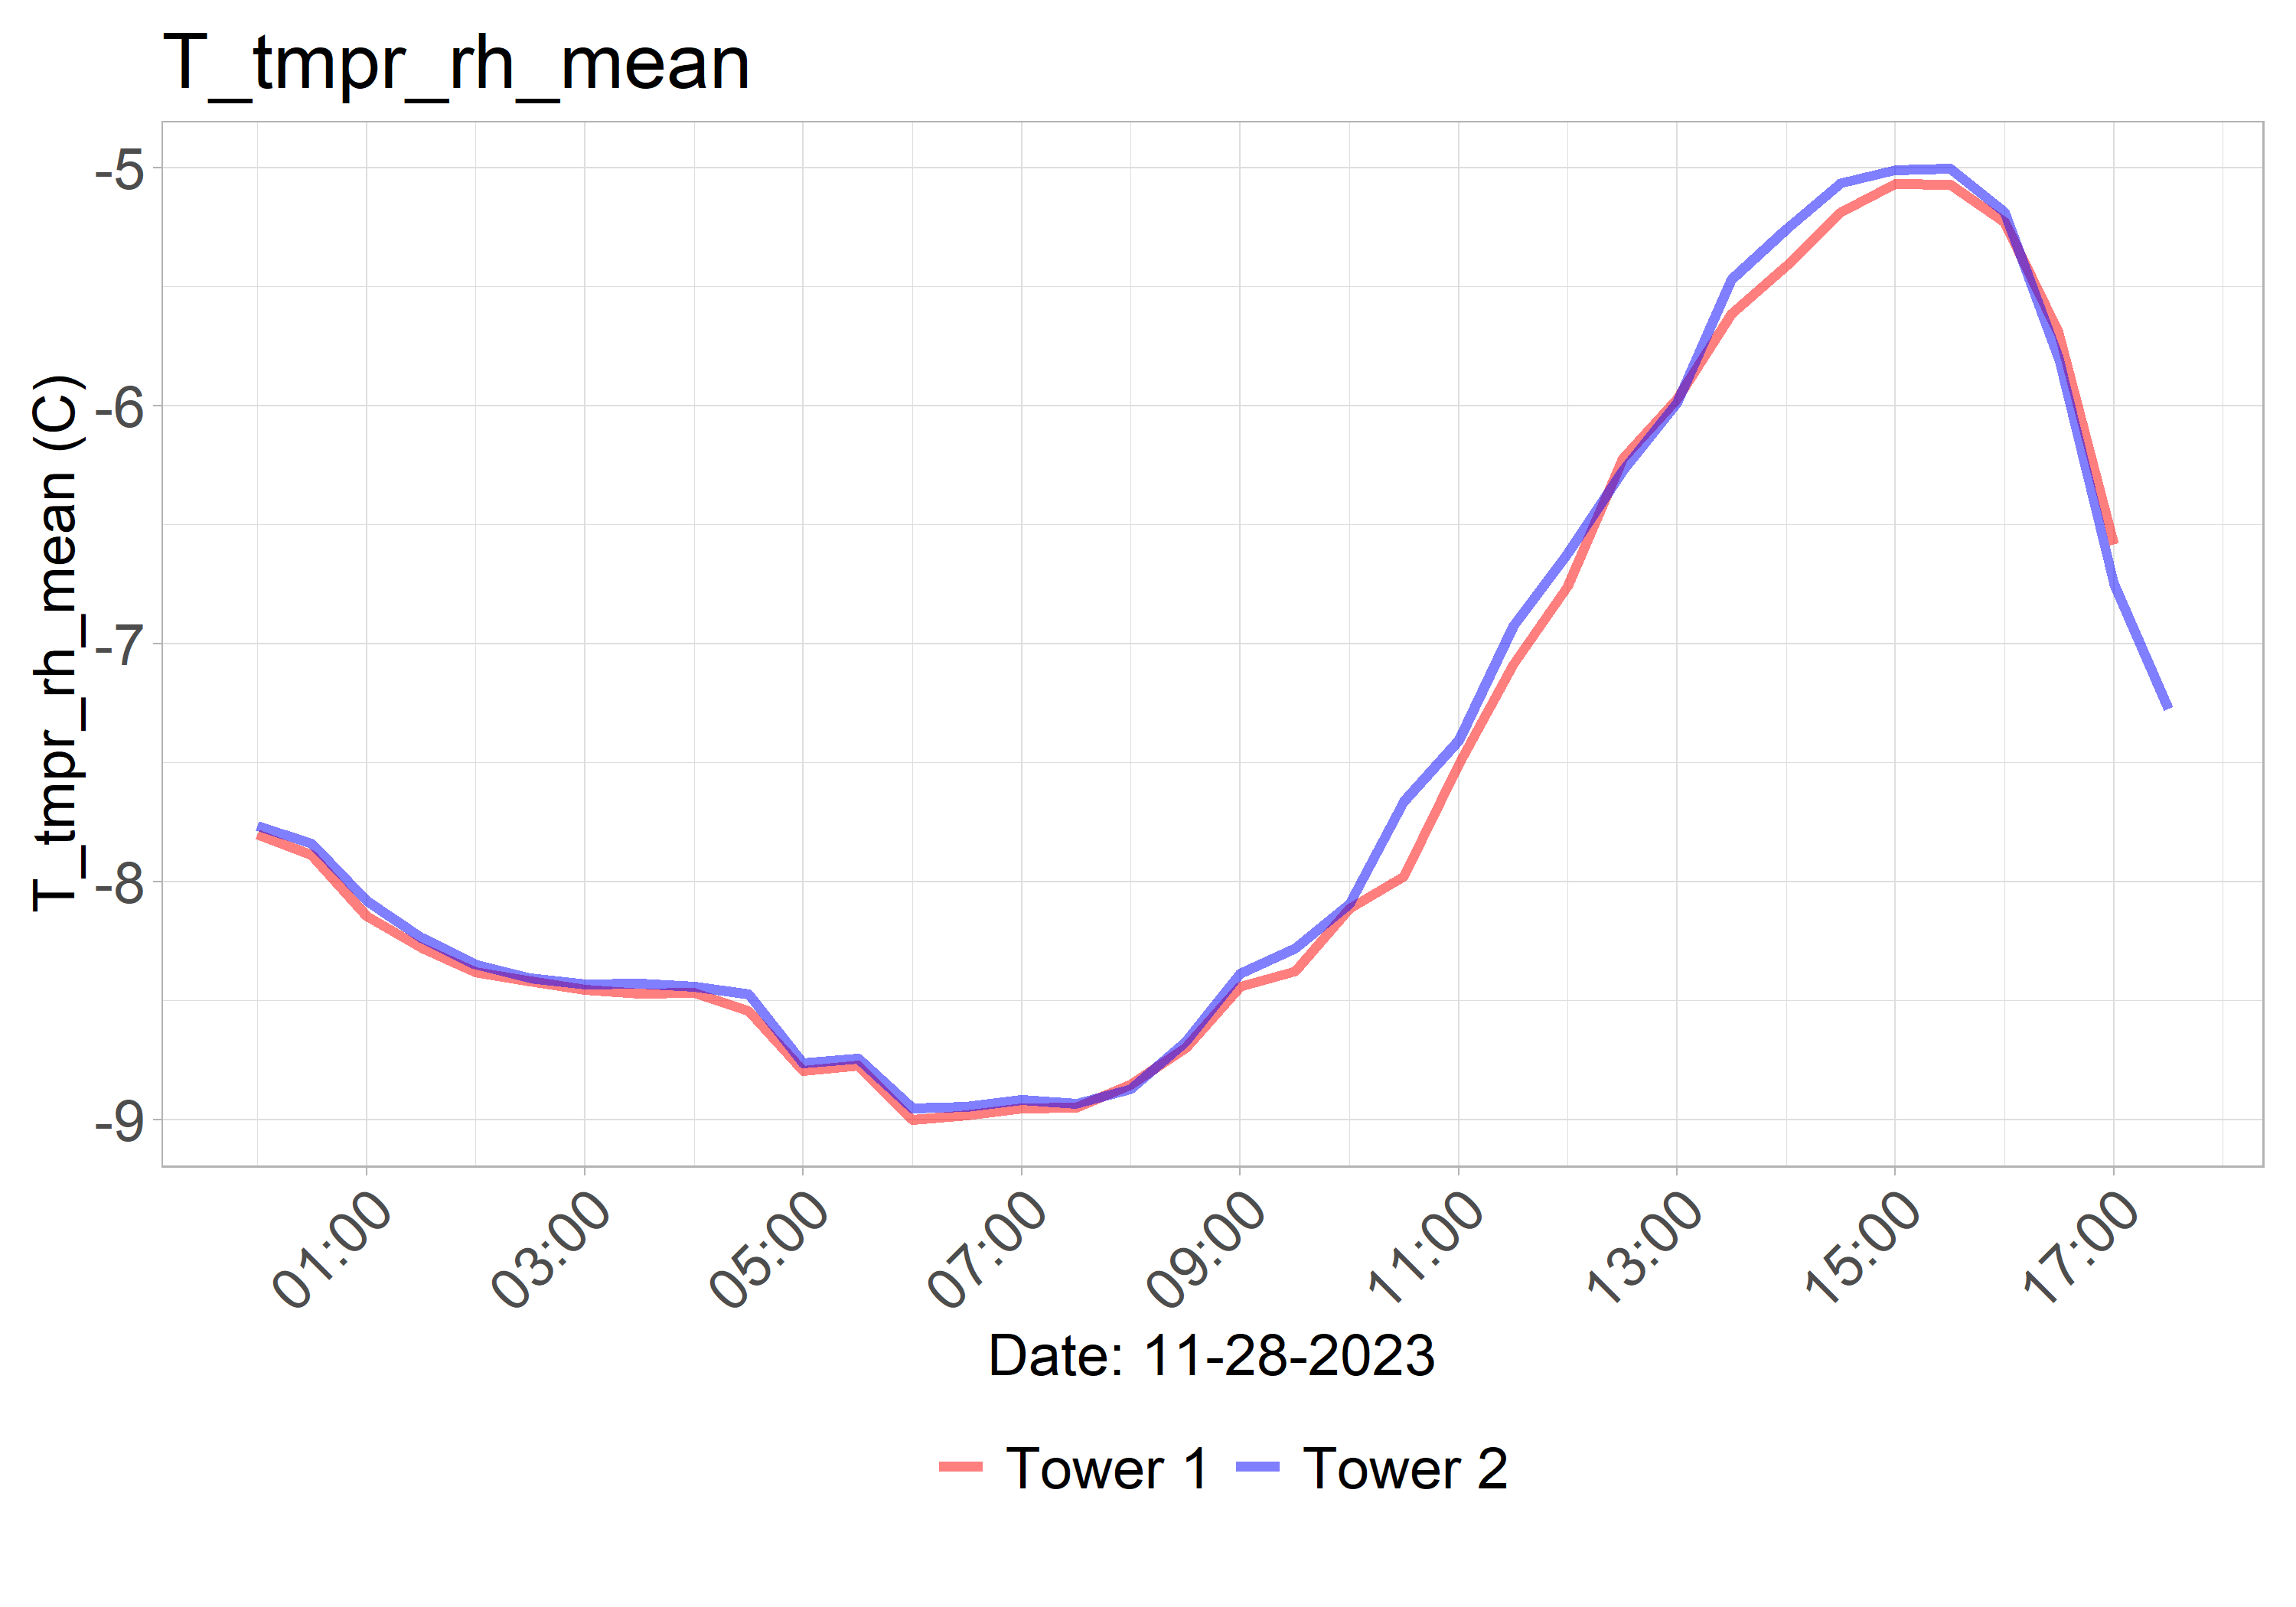 T_tmpr_rh_mean
T_tmpr_rh_mean (C)
-5
-6
-7
-8
-9
01:00 03:00 05:00 07:00 09:00 11:00 13:00 15:00 17:00
Date: 11-28-2023
Tower 1 Tower 2